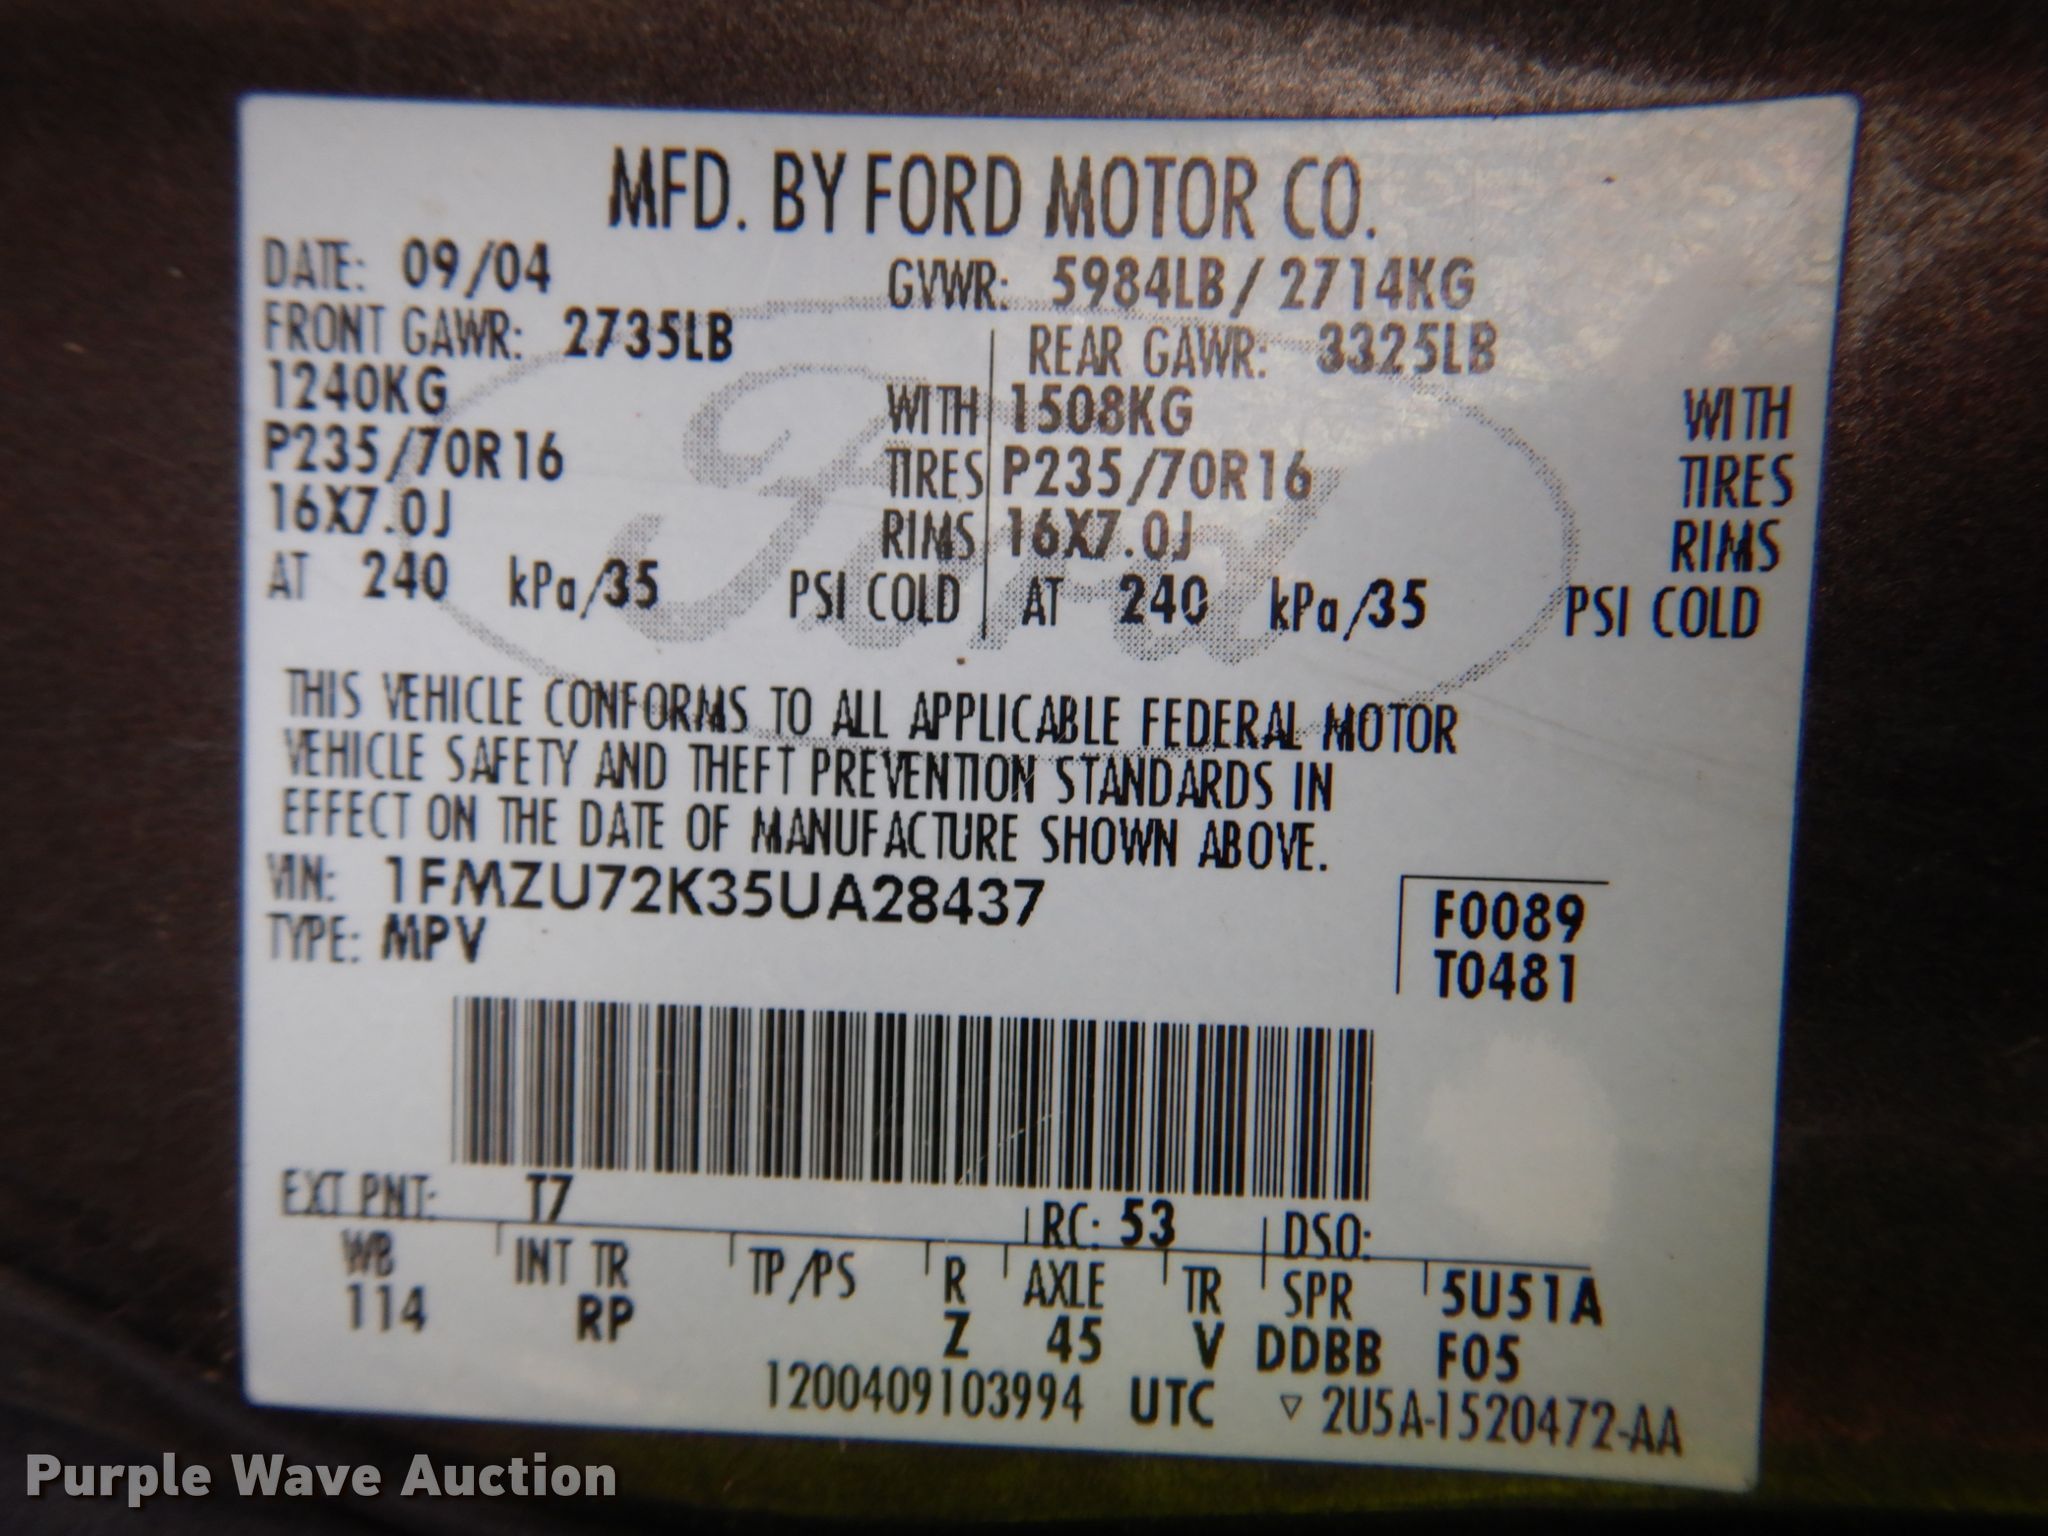 MFD. BY FORD MOTOR CO.
DATE: 09/04 GVWR: 5984LB/ 2714KG
FRONT GAWR: 2735LB REAR GAWR: 3325LB
1240KG WITH 1508KG WITH
P235/70R16 TIRES P235/70R16 TIRES
16X7.0J RIMS 16X7.0J RIMS
AT 240 kPa/35 PSI COLD AT 240 kPa/35 PSI COLD
Ford
THIS VEHICLE CONFORMS TO ALL APPLICABLE FEDERAL MOTOR
VEHICLE SAFETY AND THEFT PREVENTION STANDARDS IN
EFFECT ON THE DATE OF MANUFACTURE SHOWN ABOVE.
VIN: 1FMZU72K35UA28437 F0089
TYPE: MPV T0481
EXT PNT: T7 RC: 53 DSO:
WB INT TR TP/PS R AXLE TR SPR 5U51A
114 RP Z 45 V DDBB F05
1200409103994 UTC ▽ 2U5A-1520472-AA
Purple Wave Auction